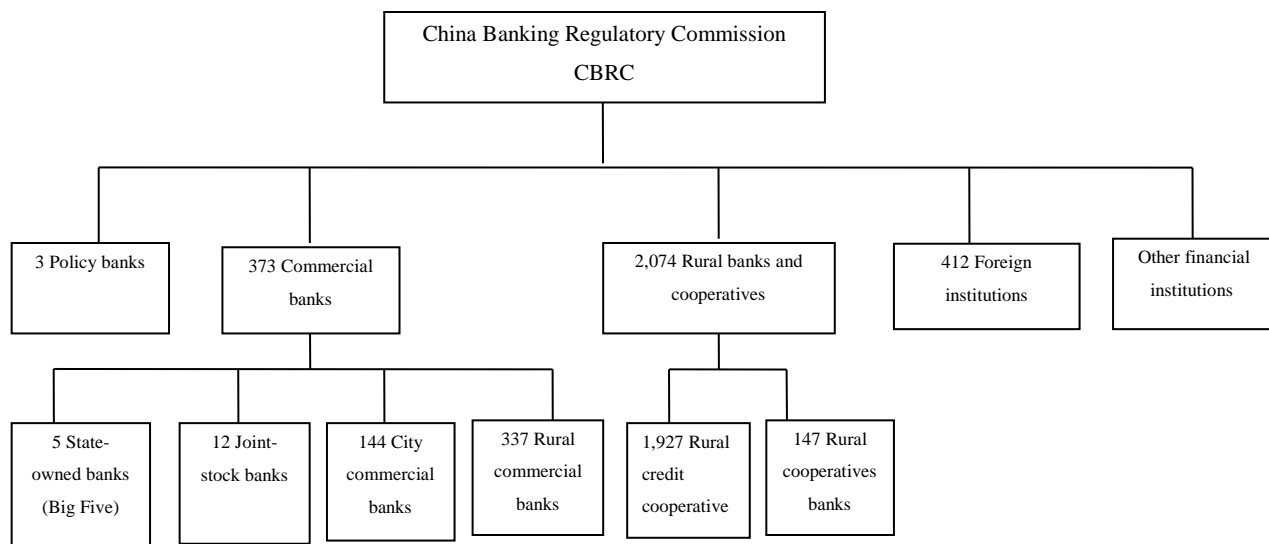 China Banking Regulatory Commission
CBRC
3 Policy banks
373 Commercial
banks
2,074 Rural banks and
cooperatives
412 Foreign
institutions
Other financial
institutions
5 State-
owned banks
(Big Five)
12 Joint-
stock banks
144 City
commercial
banks
337 Rural
commercial
banks
1,927 Rural
credit
cooperative
147 Rural
cooperatives
banks